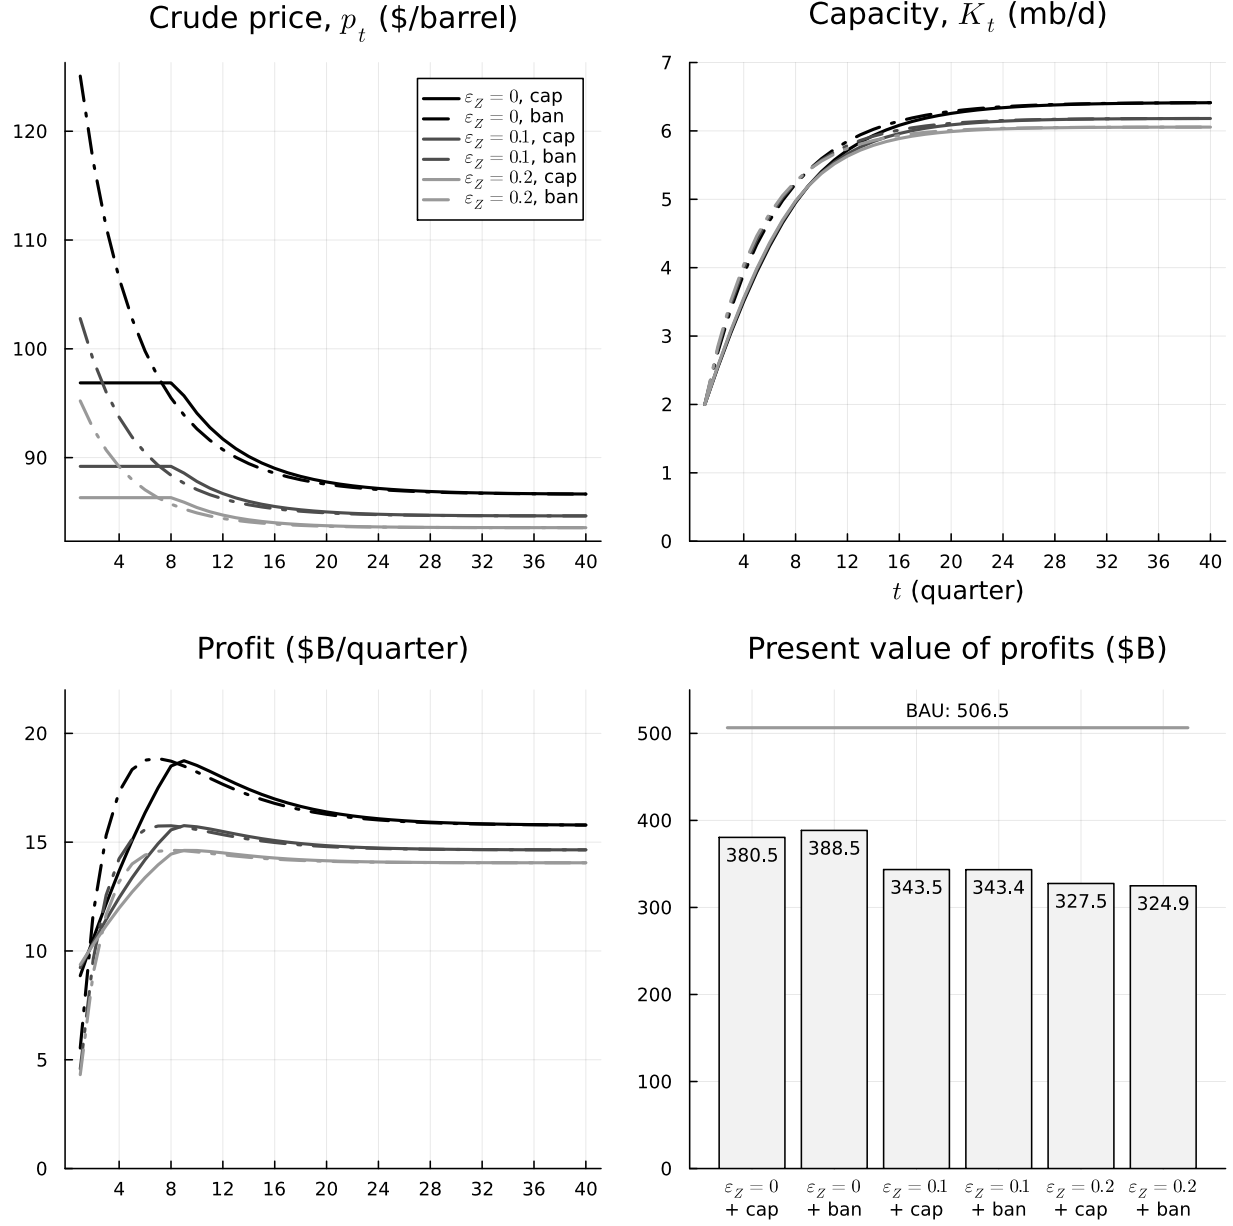 Crude price, p_t ($/barrel)
120
110
100
90
4 8 12 16 20 24 28 32 36 40
ε_Z = 0, cap
ε_Z = 0, ban
ε_Z = 0.1, cap
ε_Z = 0.1, ban
ε_Z = 0.2, cap
ε_Z = 0.2, ban
Capacity, K_t (mb/d)
7
6
5
4
3
2
1
0
4 8 12 16 20 24 28 32 36 40
t (quarter)
Profit ($B/quarter)
20
15
10
5
0
4 8 12 16 20 24 28 32 36 40
Present value of profits ($B)
500
400
300
200
100
0
BAU: 506.5
380.5 388.5 343.5 343.4 327.5 324.9
ε_Z = 0 ε_Z = 0 ε_Z = 0.1 ε_Z = 0.1 ε_Z = 0.2 ε_Z = 0.2
+ cap + ban + cap + ban + cap + ban